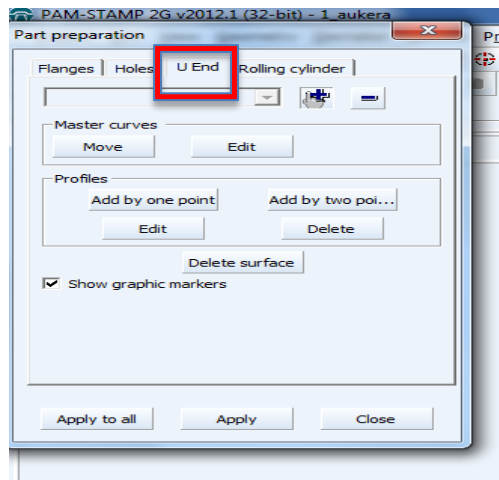 PAM-STAMP 2G v2012.1 (32-bit) - 1_aukera
Part preparation
Flanges Holes U End Rolling cylinder
Master curves
Move Edit
Profiles
Add by one point Add by two poi...
Edit Delete
Delete surface
Show graphic markers
Apply to all Apply Close